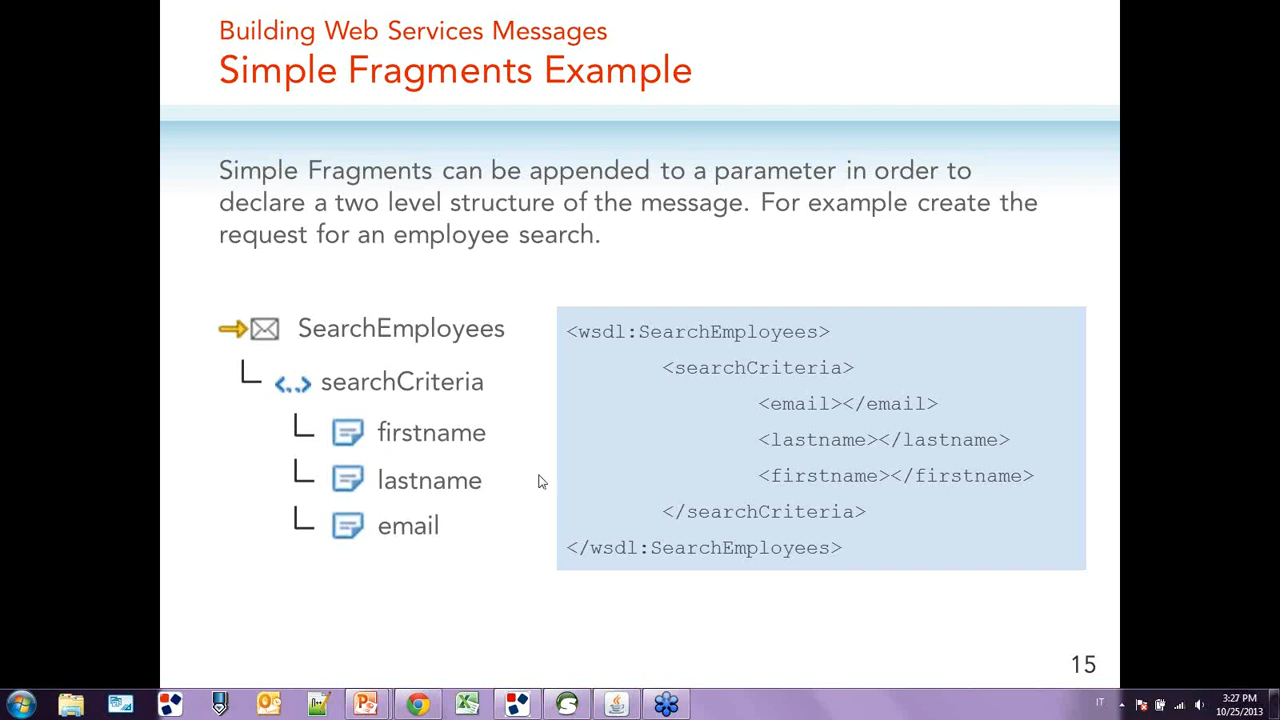 Building Web Services Messages
Simple Fragments Example
Simple Fragments can be appended to a parameter in order to
declare a two level structure of the message. For example create the
request for an employee search.
SearchEmployees
searchCriteria
firstname
lastname
email
<wsdl:SearchEmployees>
<searchCriteria>
<email></email>
<lastname></lastname>
<firstname></firstname>
</searchCriteria>
</wsdl:SearchEmployees>
15
IT
3:27 PM
10/25/2013